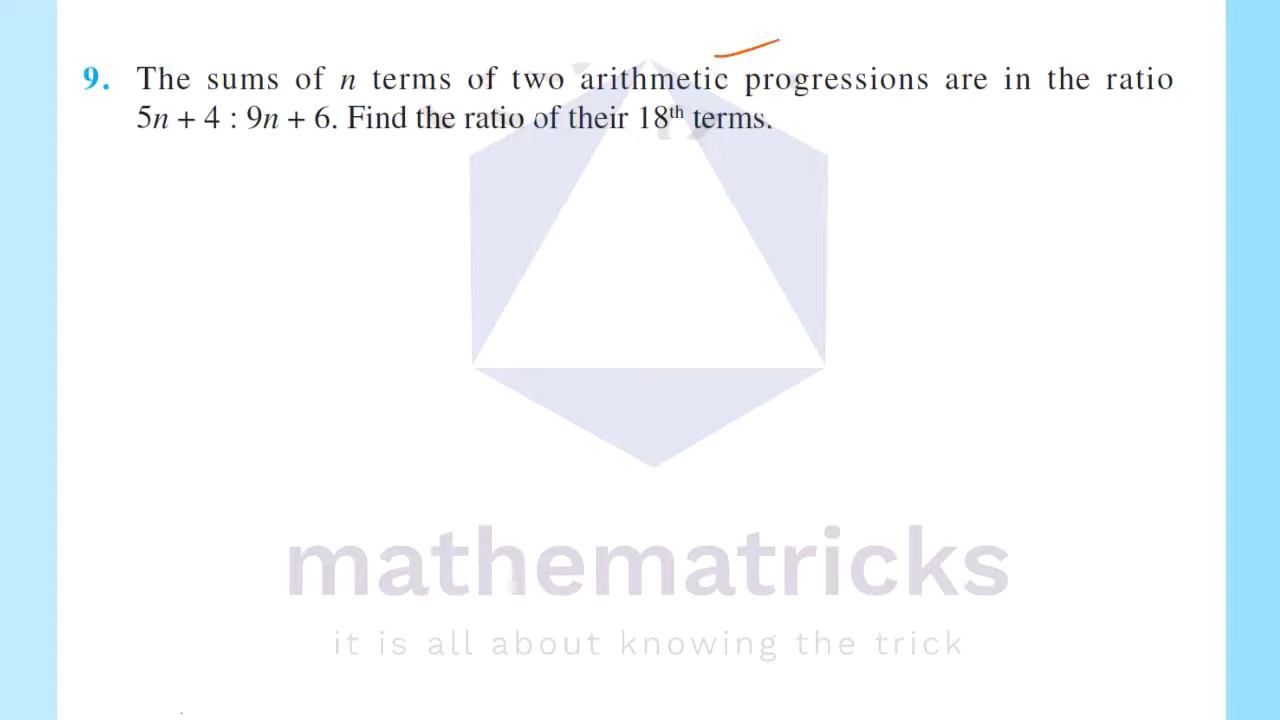 9. The sums of n terms of two arithmetic progressions are in the ratio
5n + 4 : 9n + 6. Find the ratio of their 18th terms.
mathematricks
it is all about knowing the trick